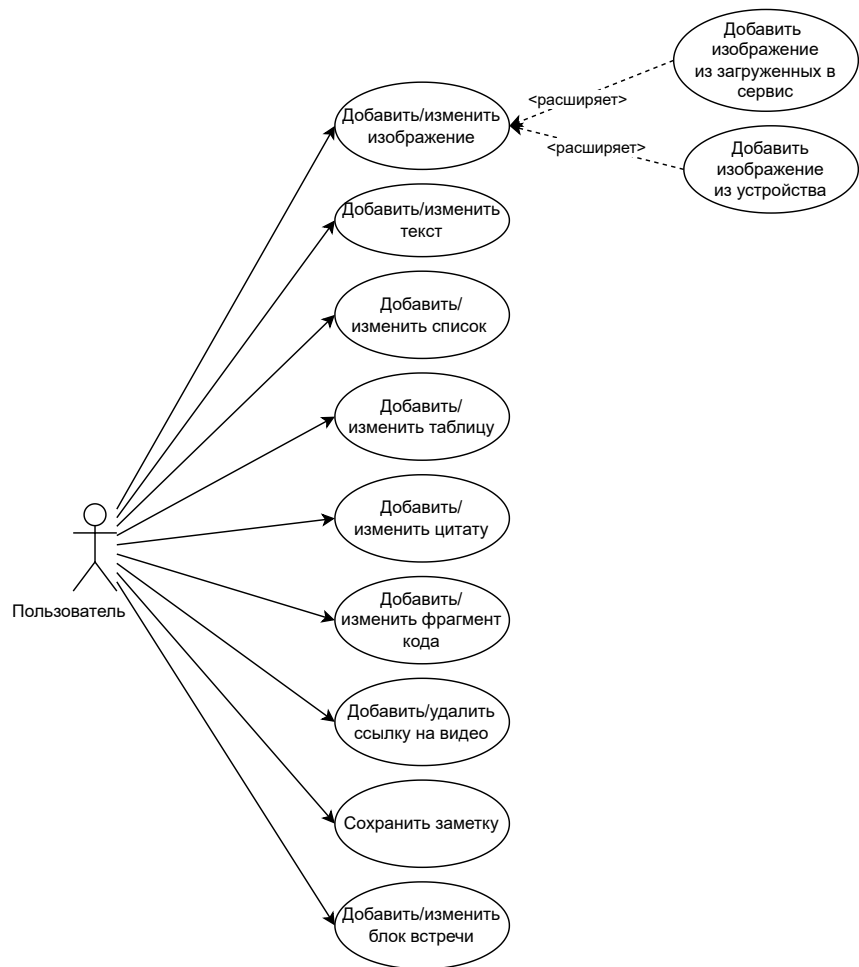 Добавить
изображение
из загруженных в
сервис
<расширяет>
Добавить/изменить
изображение
<расширяет>
Добавить
изображение
из устройства
Добавить/изменить
текст
Добавить/
изменить список
Добавить/
изменить таблицу
Добавить/
изменить цитату
Добавить/
изменить фрагмент
кода
Пользователь
Добавить/удалить
ссылку на видео
Сохранить заметку
Добавить/изменить
блок встречи